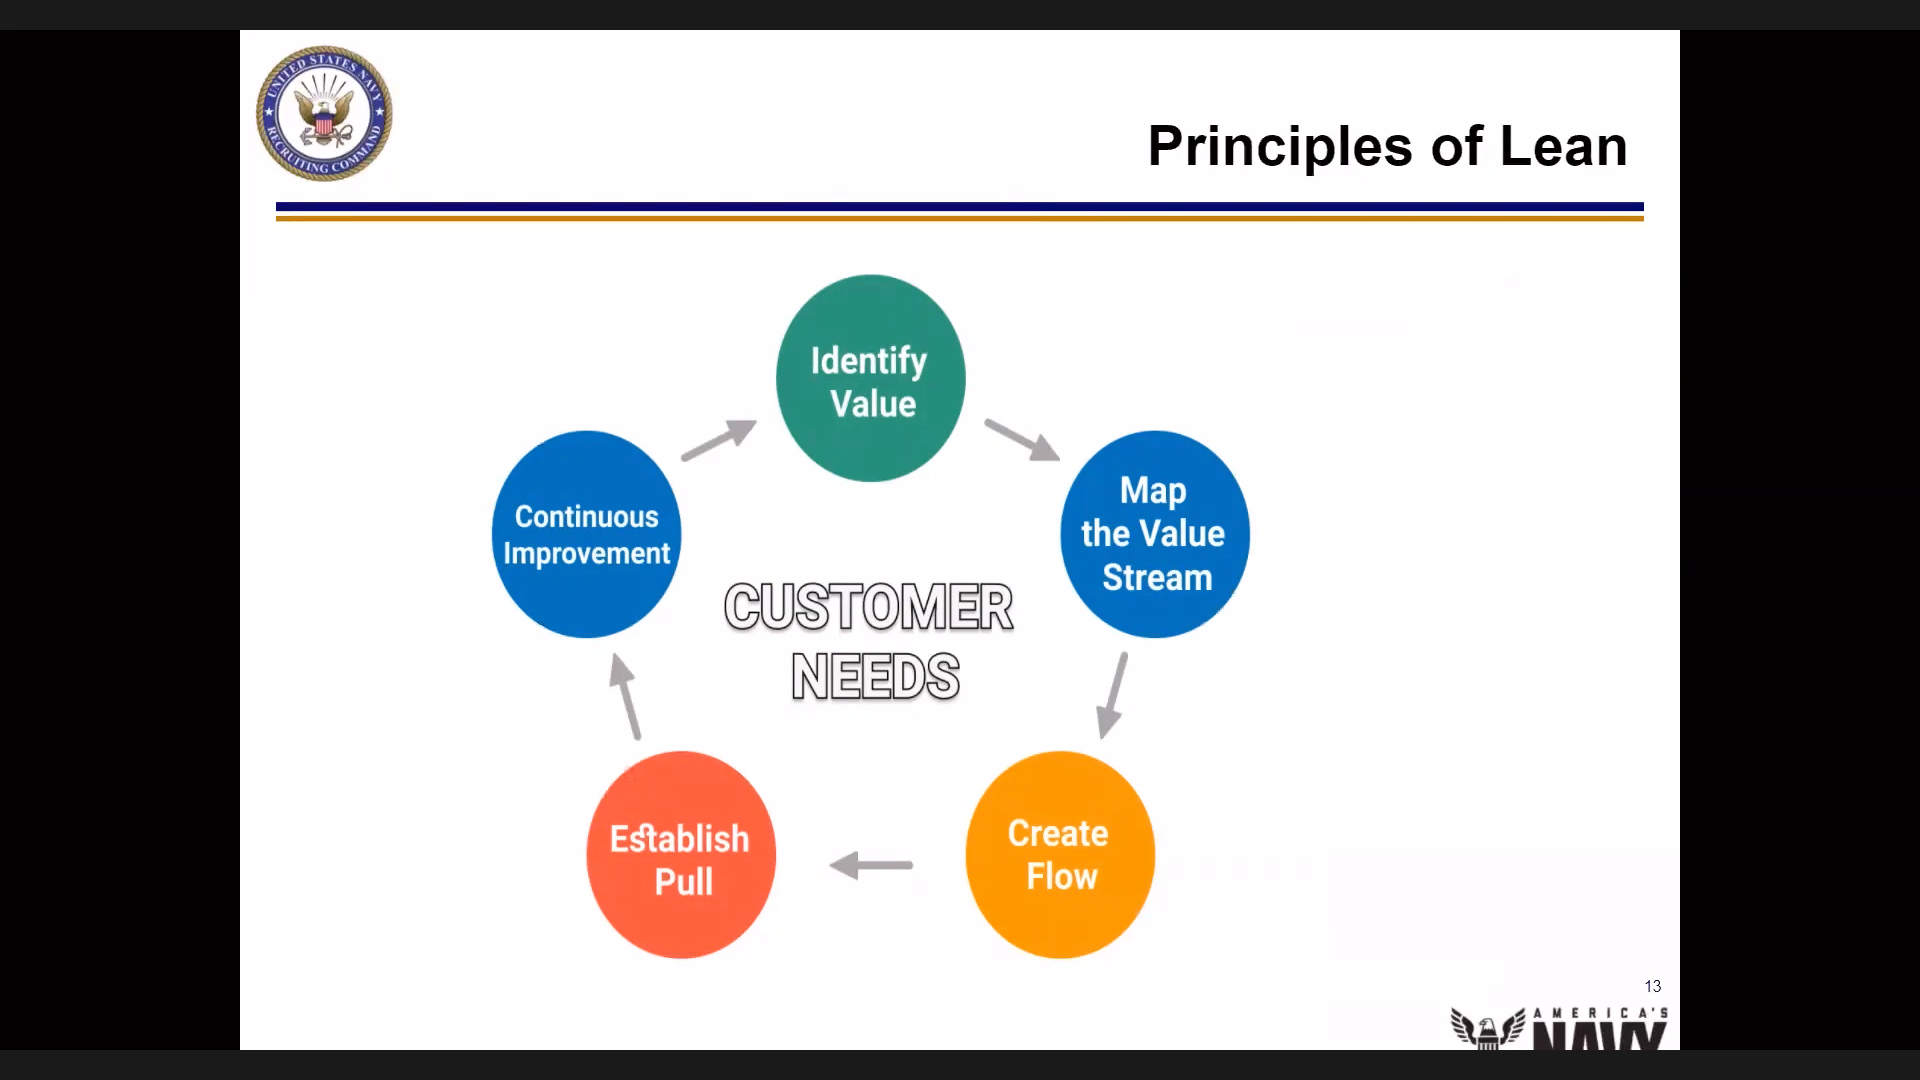 UNITED STATES NAVY
RECRUITING COMMAND
Principles of Lean
Identify
Value
Map
the Value
Stream
Create
Flow
Establish
Pull
Continuous
Improvement
CUSTOMER
NEEDS
13
AMERICA'S
NAVY